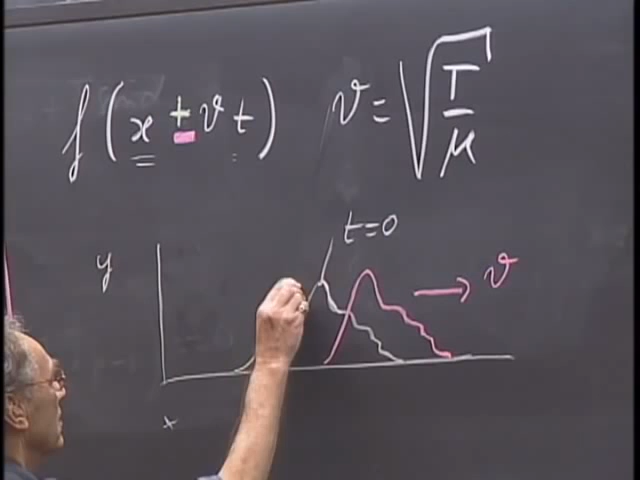 f(x ± vt) v = √(T/μ)
t=0
y
v
x